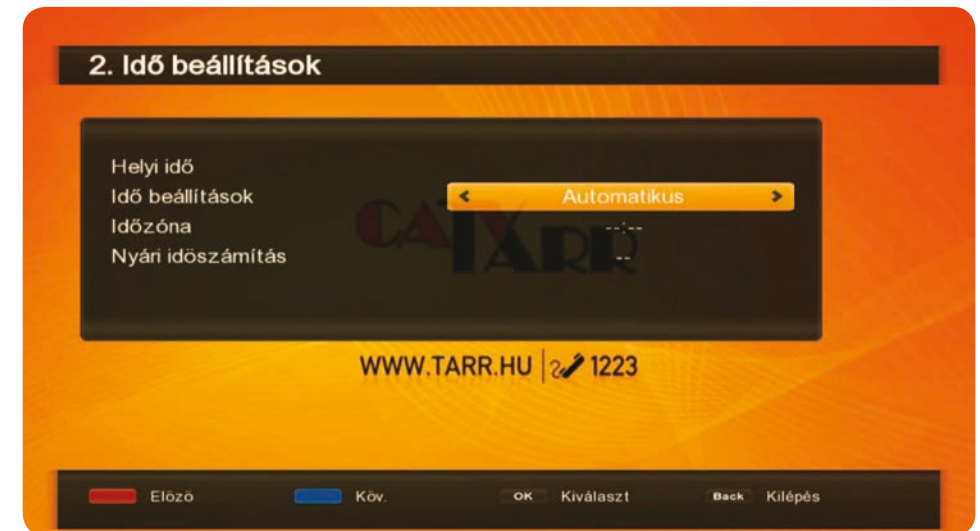 2. Idő beállítások
Helyi idő
Idő beállítások < Automatikus >
Időzóna --:--
Nyári idöszámítás --
CATV TARR
WWW.TARR.HU | 1223
Elözö Köv. OK Kiválaszt Back Kilépés